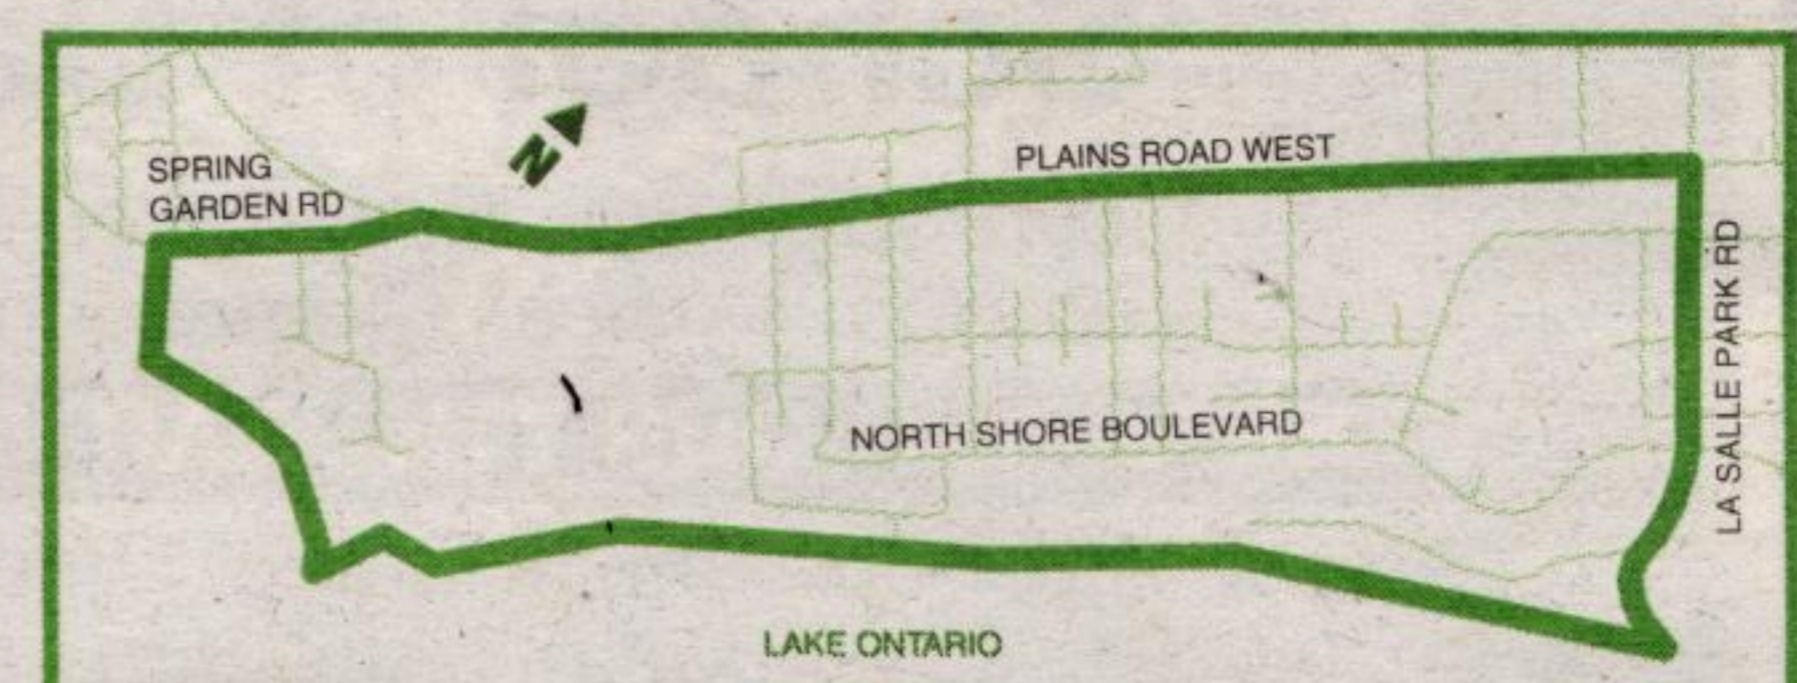 SPRING
GARDEN RD
N
PLAINS ROAD WEST
LA SALLE PARK RD
NORTH SHORE BOULEVARD
LAKE ONTARIO